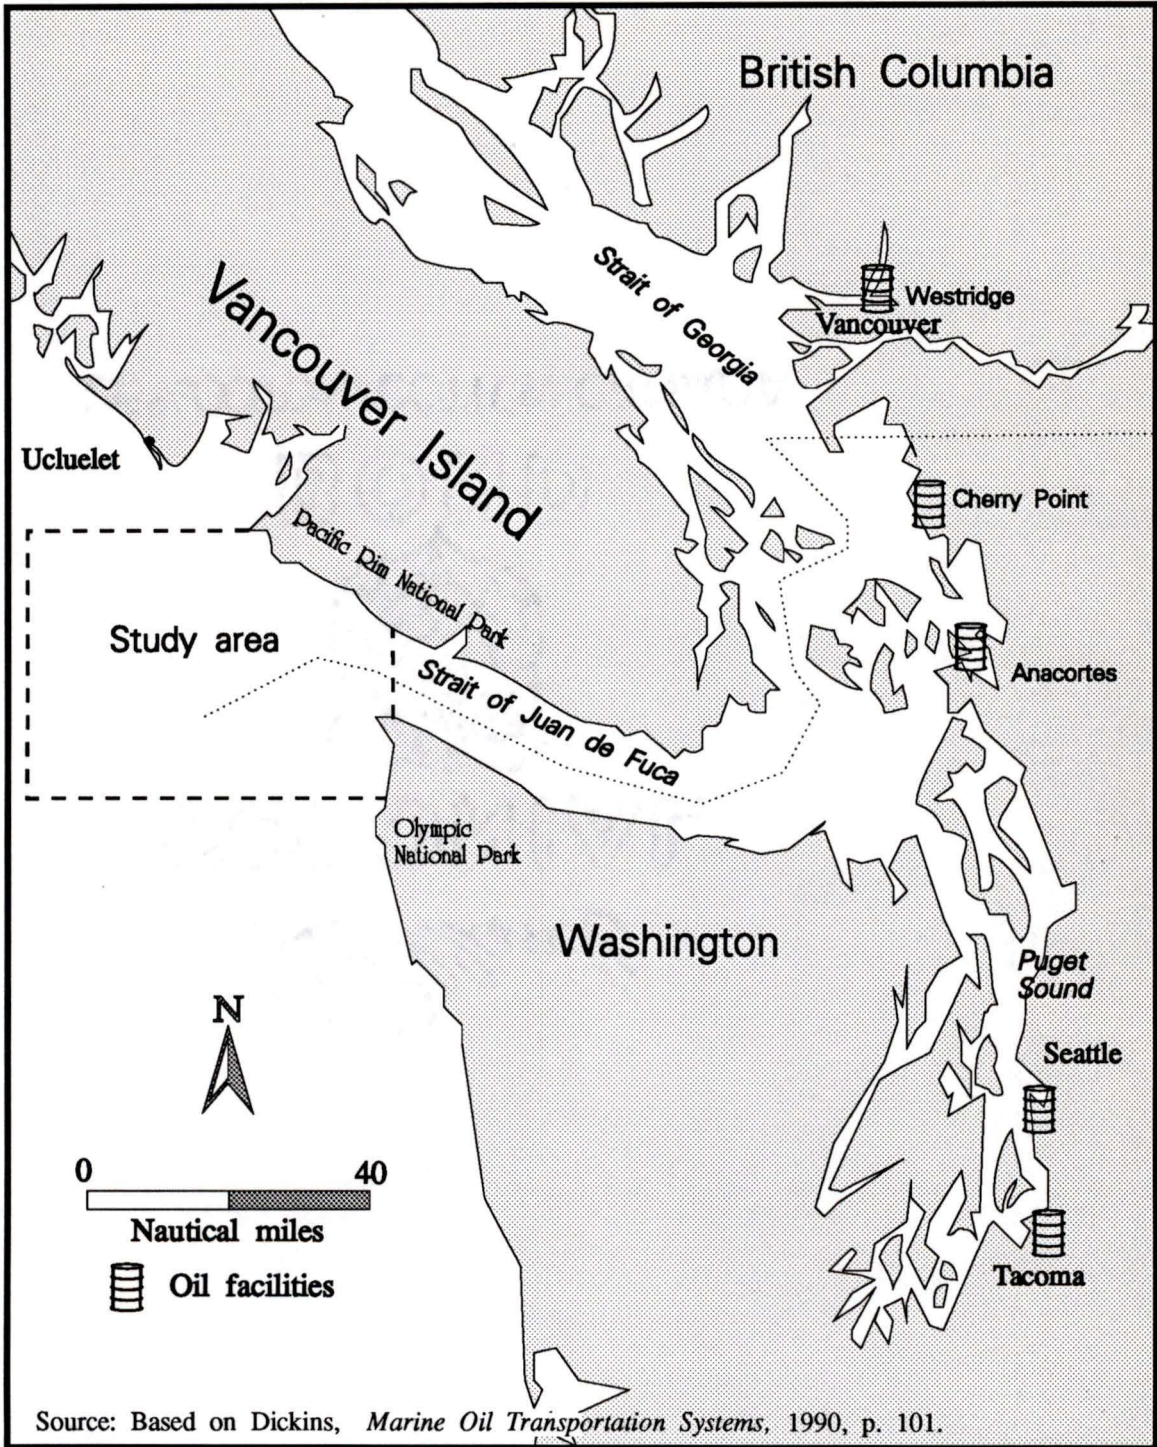 British Columbia
Strait of Georgia
Westridge
Vancouver
Vancouver Island
Ucluelet
Cherry Point
Pacific Rim National Park
Study area
Anacortes
Strait of Juan de Fuca
Olympic
National Park
Washington
Puget
Sound
N
Seattle
0 40
Nautical miles
Oil facilities
Tacoma
Source: Based on Dickins, Marine Oil Transportation Systems, 1990, p. 101.